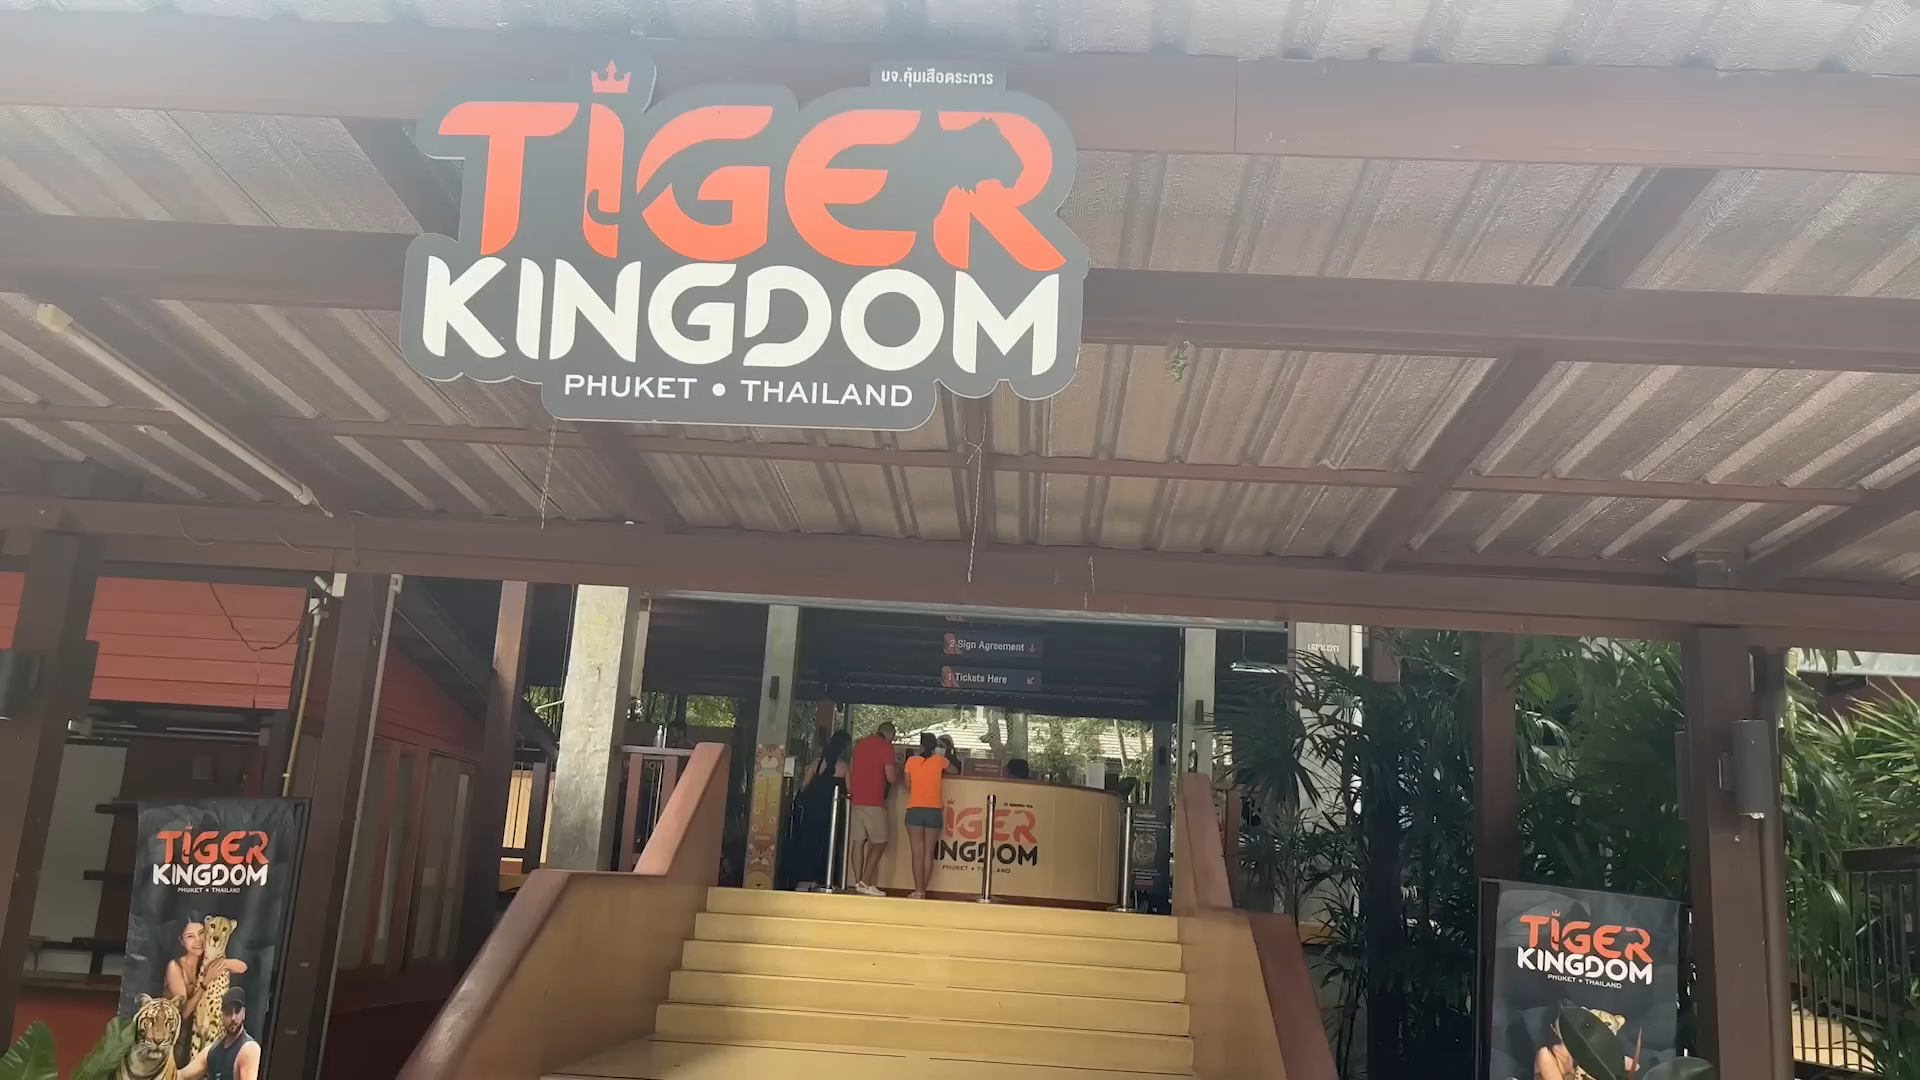 บจ.คุ้มเสือตระการ
TIGER
KINGDOM
PHUKET • THAILAND
2 Sign Agreement
1 Tickets Here
TIGER
KINGDOM
PHUKET • THAILAND
TIGER
KINGDOM
PHUKET • THAILAND
TIGER
KINGDOM
PHUKET • THAILAND